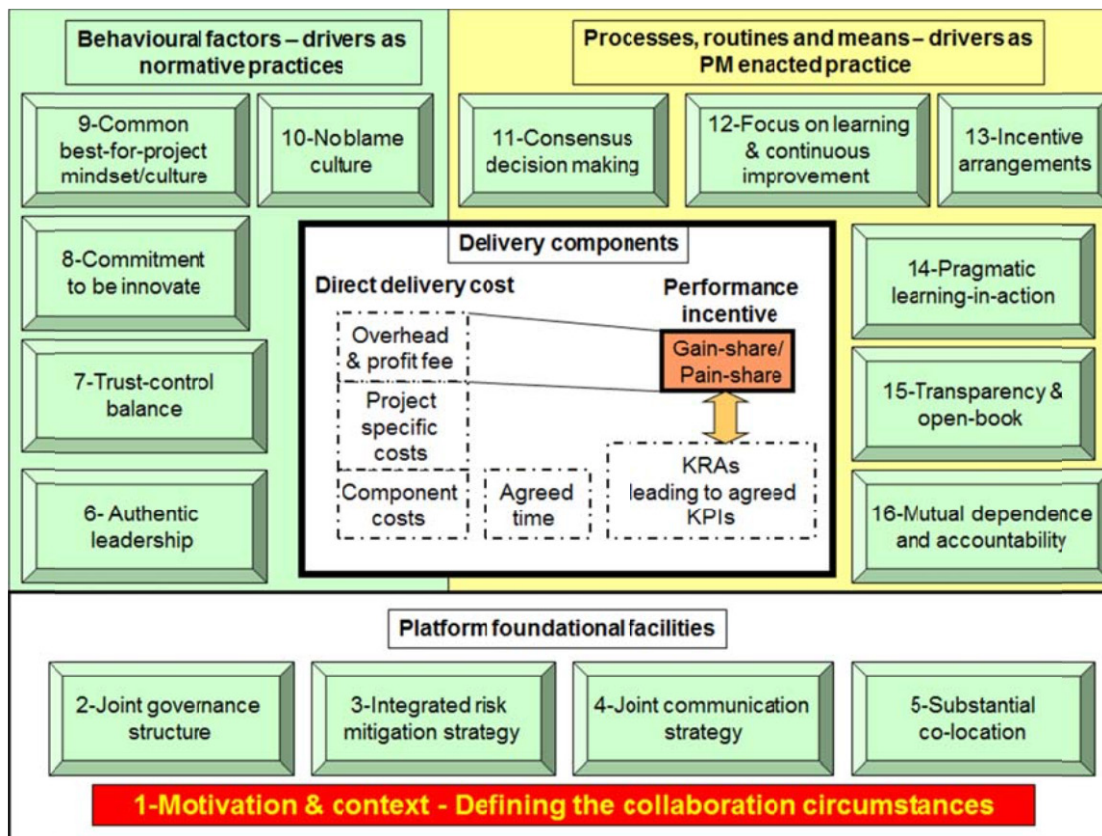 Behavioural factors – drivers as
normative practices
Processes, routines and means – drivers as
PM enacted practice
9-Common
best-for-project
mindset/culture
10-No blame
culture
11-Consensus
decision making
12-Focus on learning
& continuous
improvement
13-Incentive
arrangements
8-Commitment
to be innovate
7-Trust-control
balance
6- Authentic
leadership
Delivery components
Direct delivery cost
Performance
incentive
Overhead
& profit fee
Gain-share/
Pain-share
Project
specific
costs
Component
costs
Agreed
time
KRAs
leading to agreed
KPIs
14-Pragmatic
learning-in-action
15-Transparency &
open-book
16-Mutual dependence
and accountability
Platform foundational facilities
2-Joint governance
structure
3-Integrated risk
mitigation strategy
4-Joint communication
strategy
5-Substantial
co-location
1-Motivation & context - Defining the collaboration circumstances